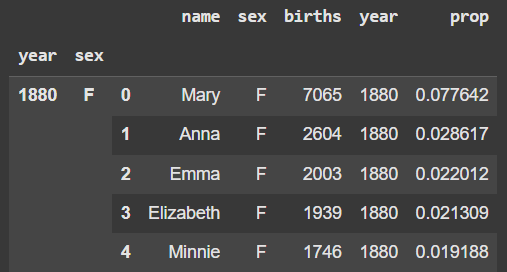 name sex births year prop
year sex
1880 F 0 Mary F 7065 1880 0.077642
1 Anna F 2604 1880 0.028617
2 Emma F 2003 1880 0.022012
3 Elizabeth F 1939 1880 0.021309
4 Minnie F 1746 1880 0.019188